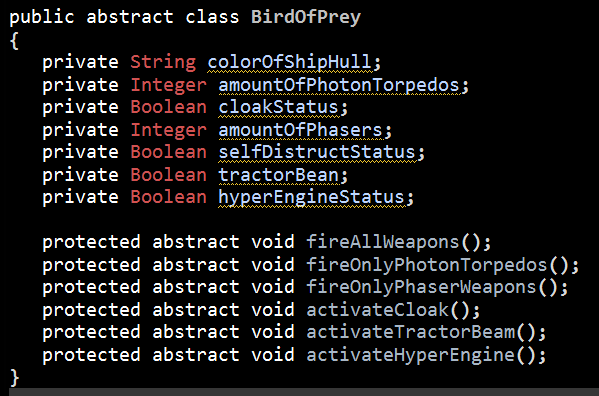 public abstract class BirdOfPrey
{
private String colorOfShipHull;
private Integer amountOfPhotonTorpedos;
private Boolean cloakStatus;
private Integer amountOfPhasers;
private Boolean selfDistructStatus;
private Boolean tractorBean;
private Boolean hyperEngineStatus;
protected abstract void fireAllWeapons();
protected abstract void fireOnlyPhotonTorpedos();
protected abstract void fireOnlyPhaserWeapons();
protected abstract void activateCloak();
protected abstract void activateTractorBeam();
protected abstract void activateHyperEngine();
}